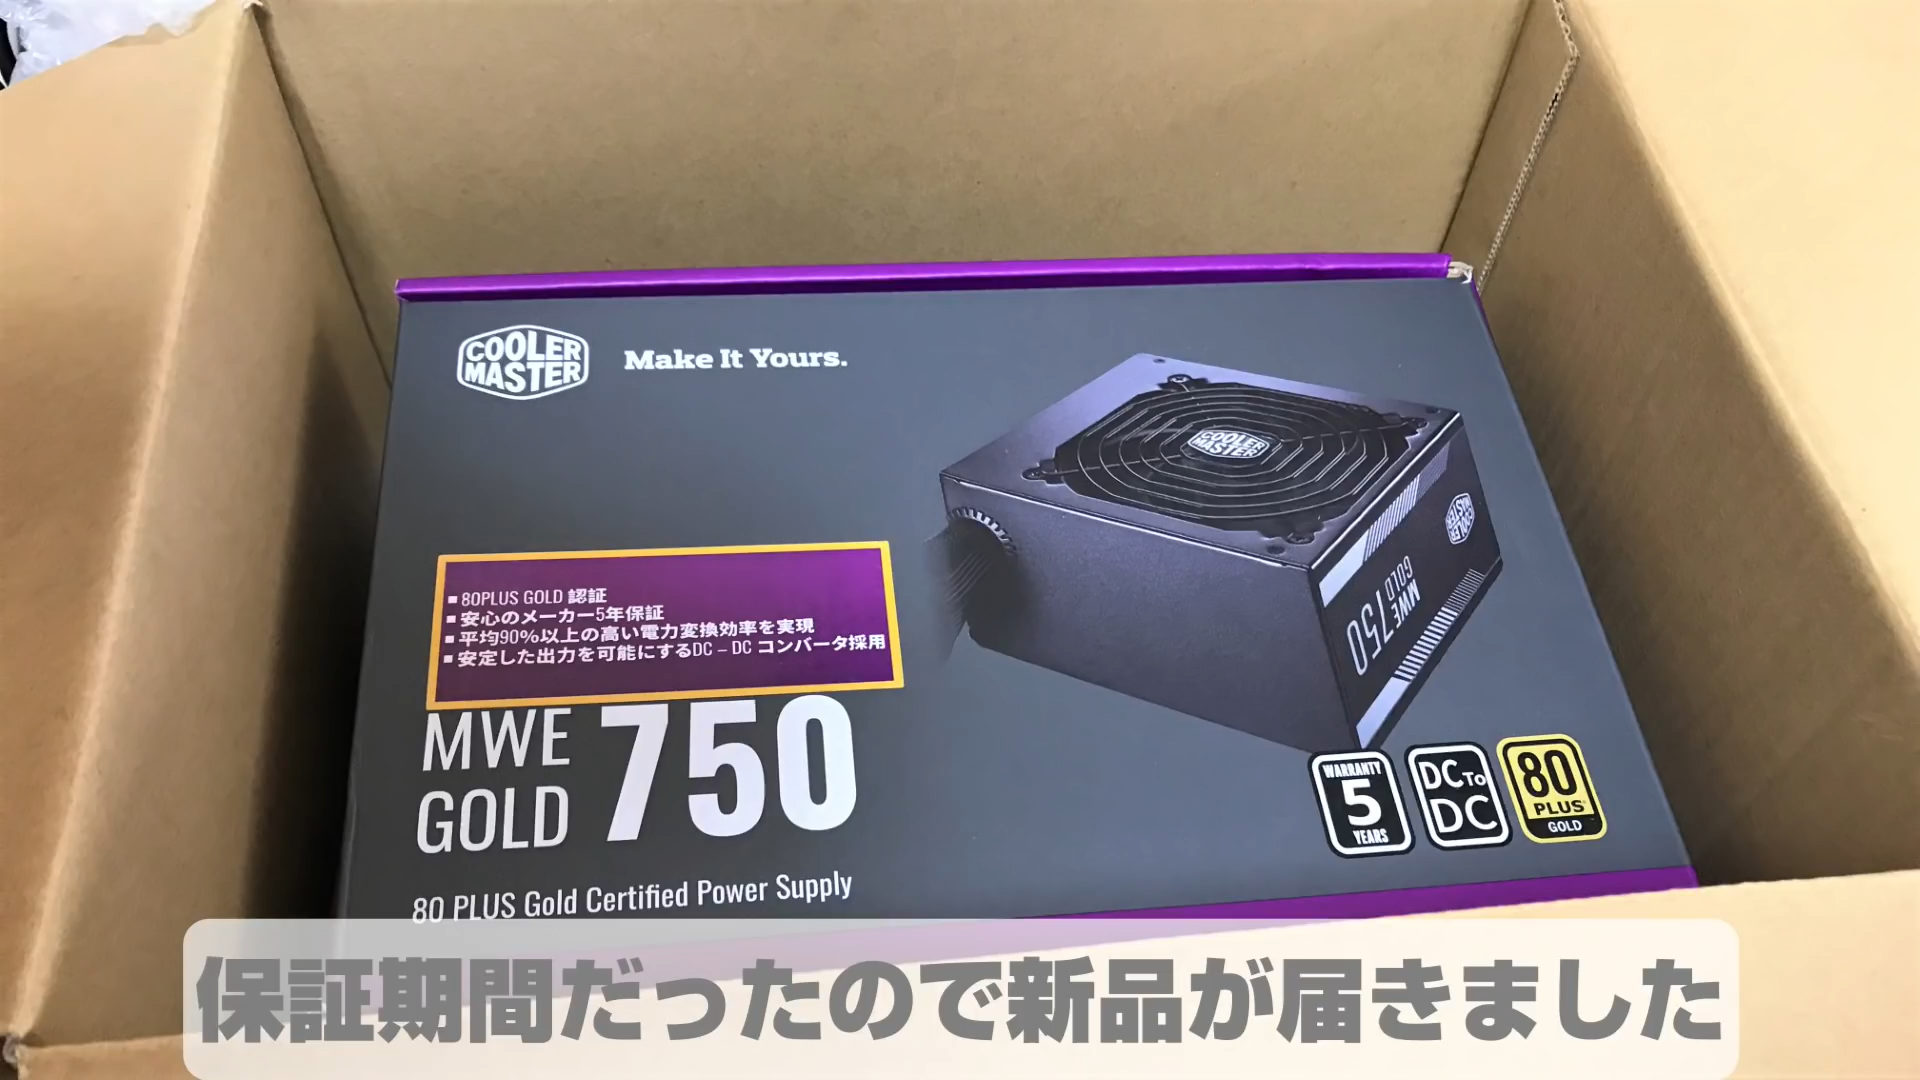 COOLER
MASTER
Make It Yours.
COOLER
MASTER
COOLER
MASTER
MWE
GOLD
750
▪ 80PLUS GOLD 認証
▪ 安心のメーカー5年保証
▪ 平均90%以上の高い電力変換効率を実現
▪ 安定した出力を可能にするDC – DC コンバータ採用
MWE
GOLD
750
WARRANTY
5
YEARS
DC To
DC
80
PLUS
GOLD
80 PLUS Gold Certified Power Supply
保証期間だったので新品が届きました